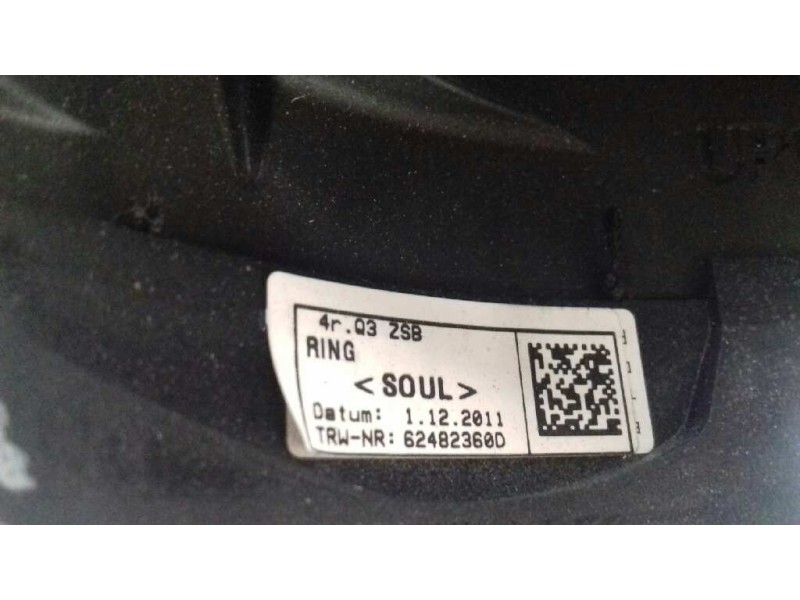 4r.Q3 ZSB
RING
<SOUL>
Datum: 1.12.2011
TRW-NR: 62482360D